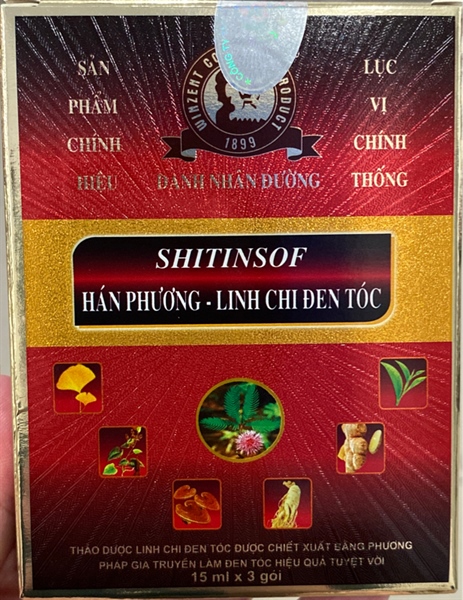 SẢN
PHẨM
CHÍNH
HIỆU
WINZENT
PRODUCT
1899
ĐÀNH NHÂN ĐƯỜNG
LỤC
VỊ
CHÍNH
THỐNG
SHITINSOF
HÁN PHƯƠNG - LINH CHI ĐEN TÓC
THẢO DƯỢC LINH CHI ĐEN TÓC ĐƯỢC CHIẾT XUẤT BẰNG PHƯƠNG
PHÁP GIA TRUYỀN LÀM ĐEN TÓC HIỆU QUẢ TUYỆT VỜI
15 ml x 3 gói